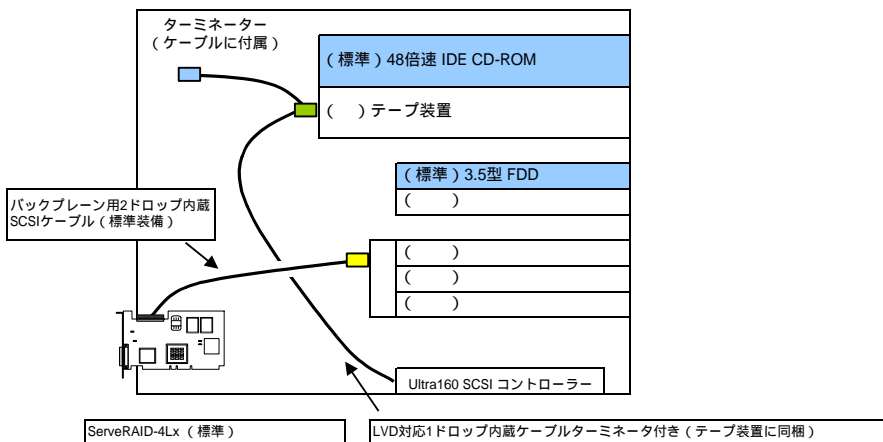 ターミネーター
（ケーブルに付属）
（標準）48倍速 IDE CD-ROM
（　）テープ装置
（標準）3.5型 FDD
（　　）
バックプレーン用2ドロップ内蔵
SCSIケーブル（標準装備）
（　　）
（　　）
（　　）
Ultra160 SCSI コントローラー
ServeRAID-4Lx （標準）
LVD対応1ドロップ内蔵ケーブルターミネータ付き（テープ装置に同梱）